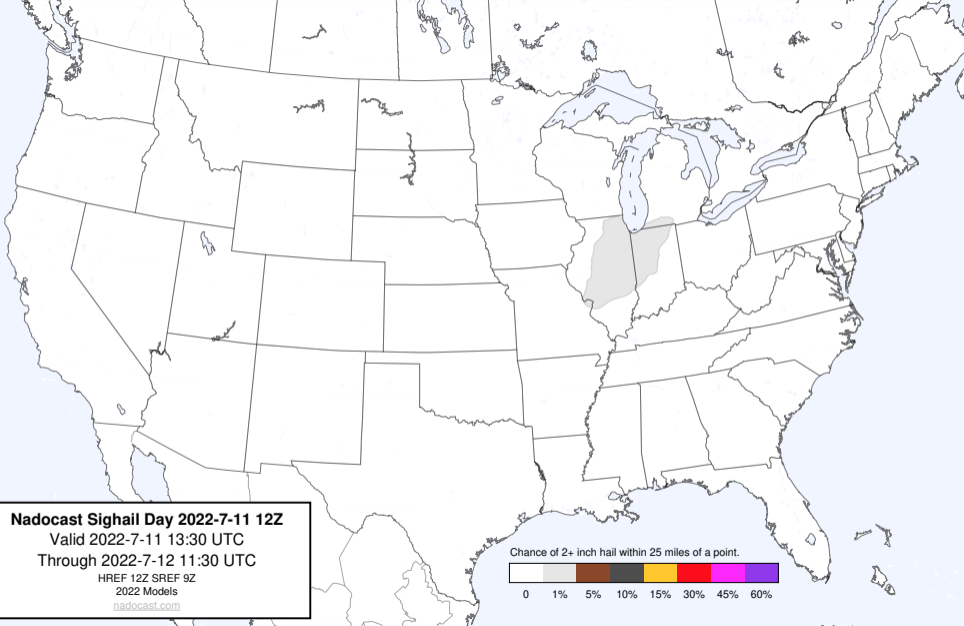 Nadocast Sighail Day 2022-7-11 12Z
Valid 2022-7-11 13:30 UTC
Through 2022-7-12 11:30 UTC
HREF 12Z SREF 9Z
2022 Models
nadocast.com
Chance of 2+ inch hail within 25 miles of a point.
0 1% 5% 10% 15% 30% 45% 60%